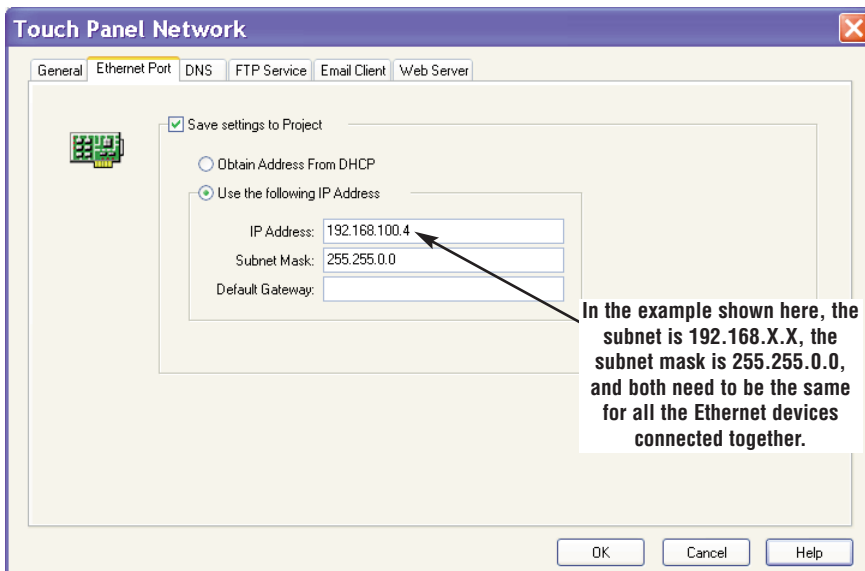 Touch Panel Network
General Ethernet Port DNS FTP Service Email Client Web Server
Save settings to Project
Obtain Address From DHCP
Use the following IP Address
IP Address: 192.168.100.4
Subnet Mask: 255.255.0.0
Default Gateway:
In the example shown here, the
subnet is 192.168.X.X, the
subnet mask is 255.255.0.0,
and both need to be the same
for all the Ethernet devices
connected together.
OK Cancel Help